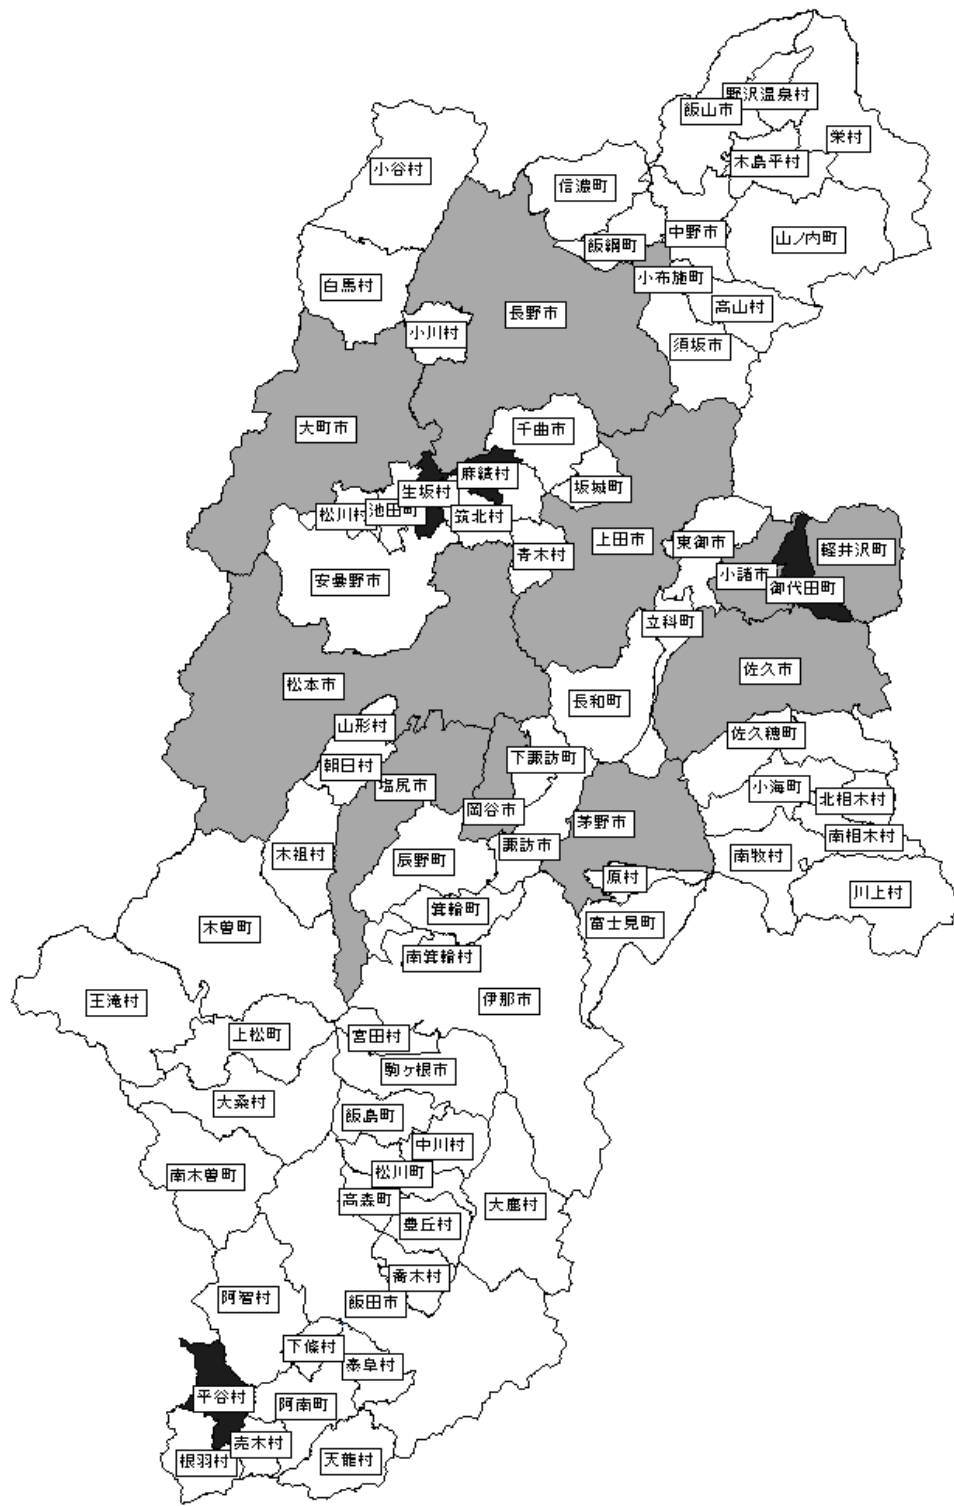 野沢温泉村
飯山市
栄村
木島平村
小谷村
信濃町
中野市
山ノ内町
飯綱町
小布施町
白馬村
高山村
長野市
小川村
須坂市
大町市
千曲市
麻績村
生坂村
坂城町
松川村
池田町
筑北村
上田市
東御市
軽井沢町
青木村
小諸市
安曇野市
御代田町
立科町
佐久市
松本市
長和町
山形村
佐久穂町
下諏訪町
朝日村
塩尻市
小海町
北相木村
岡谷市
茅野市
南相木村
諏訪市
木祖村
辰野町
南牧村
原村
川上村
箕輪町
木曽町
富士見町
南箕輪村
王滝村
伊那市
上松町
宮田村
駒ヶ根市
大桑村
飯島町
中川村
南木曽町
松川町
高森町
大鹿村
豊丘村
喬木村
阿智村
飯田市
下條村
泰阜村
平谷村
阿南町
売木村
根羽村
天龍村